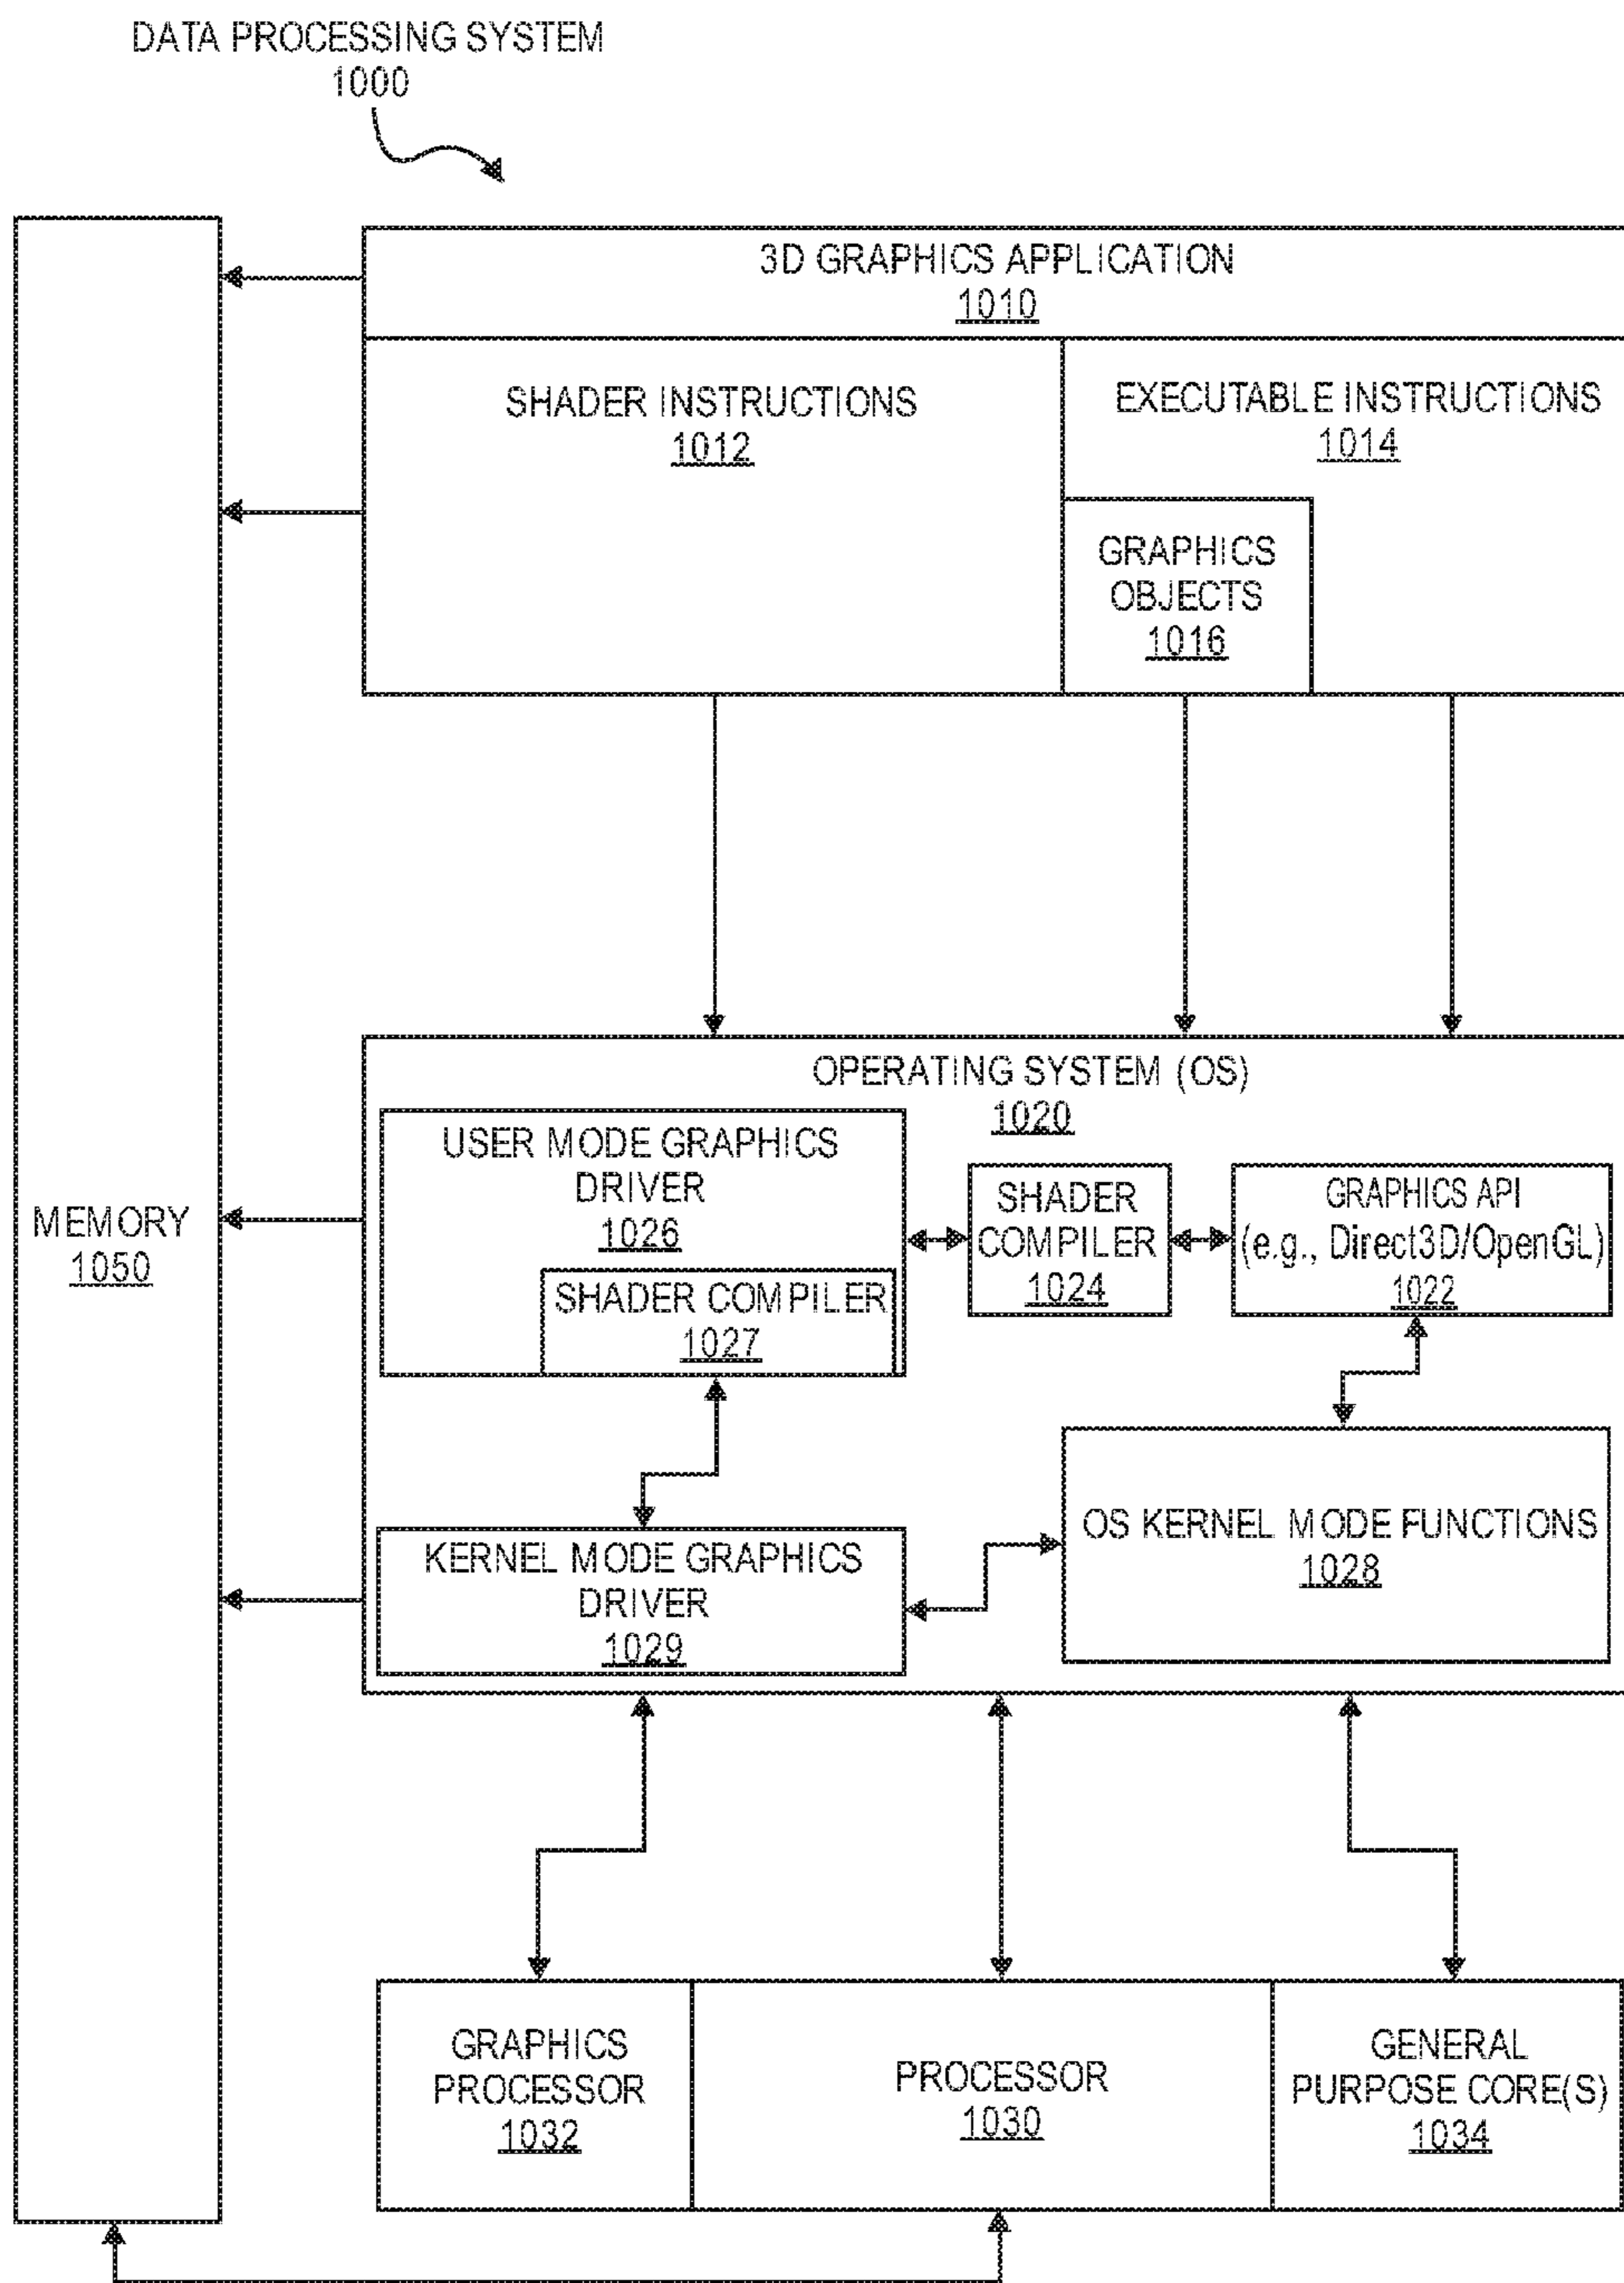 DATA PROCESSING SYSTEM
1000
3D GRAPHICS APPLICATION
1010
SHADER INSTRUCTIONS
1012
EXECUTABLE INSTRUCTIONS
1014
GRAPHICS
OBJECTS
1016
MEMORY
1050
OPERATING SYSTEM (OS)
1020
USER MODE GRAPHICS
DRIVER
1026
SHADER COMPILER
1027
SHADER
COMPILER
1024
GRAPHICS API
(e.g., Direct3D/OpenGL)
1022
KERNEL MODE GRAPHICS
DRIVER
1029
OS KERNEL MODE FUNCTIONS
1028
GRAPHICS
PROCESSOR
1032
PROCESSOR
1030
GENERAL
PURPOSE CORE(S)
1034